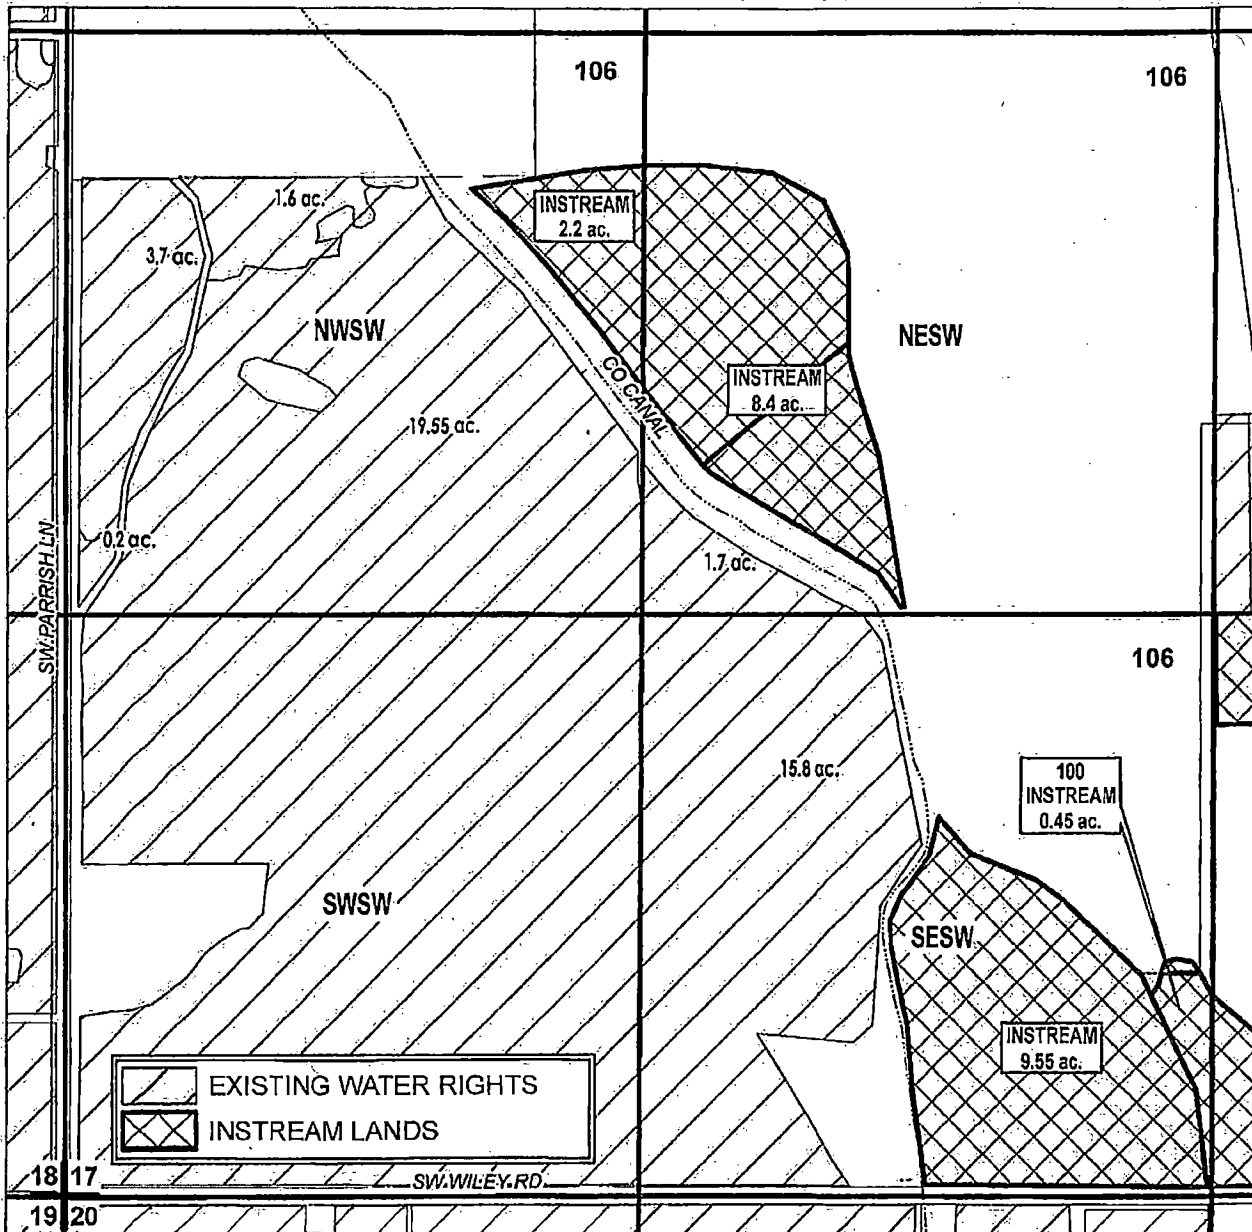 106
106
INSTREAM
2.2 ac.
1.6 ac.
3.7 ac.
NWSW
NESW
CO CANAL
INSTREAM
8.4 ac.
19.55 ac.
0.2 ac.
1.7 ac.
SW PARRISH LN
106
15.8 ac.
100
INSTREAM
0.45 ac.
SWSW
SESW
INSTREAM
9.55 ac.
EXISTING WATER RIGHTS
INSTREAM LANDS
18 17
SW WILEY RD
19 20